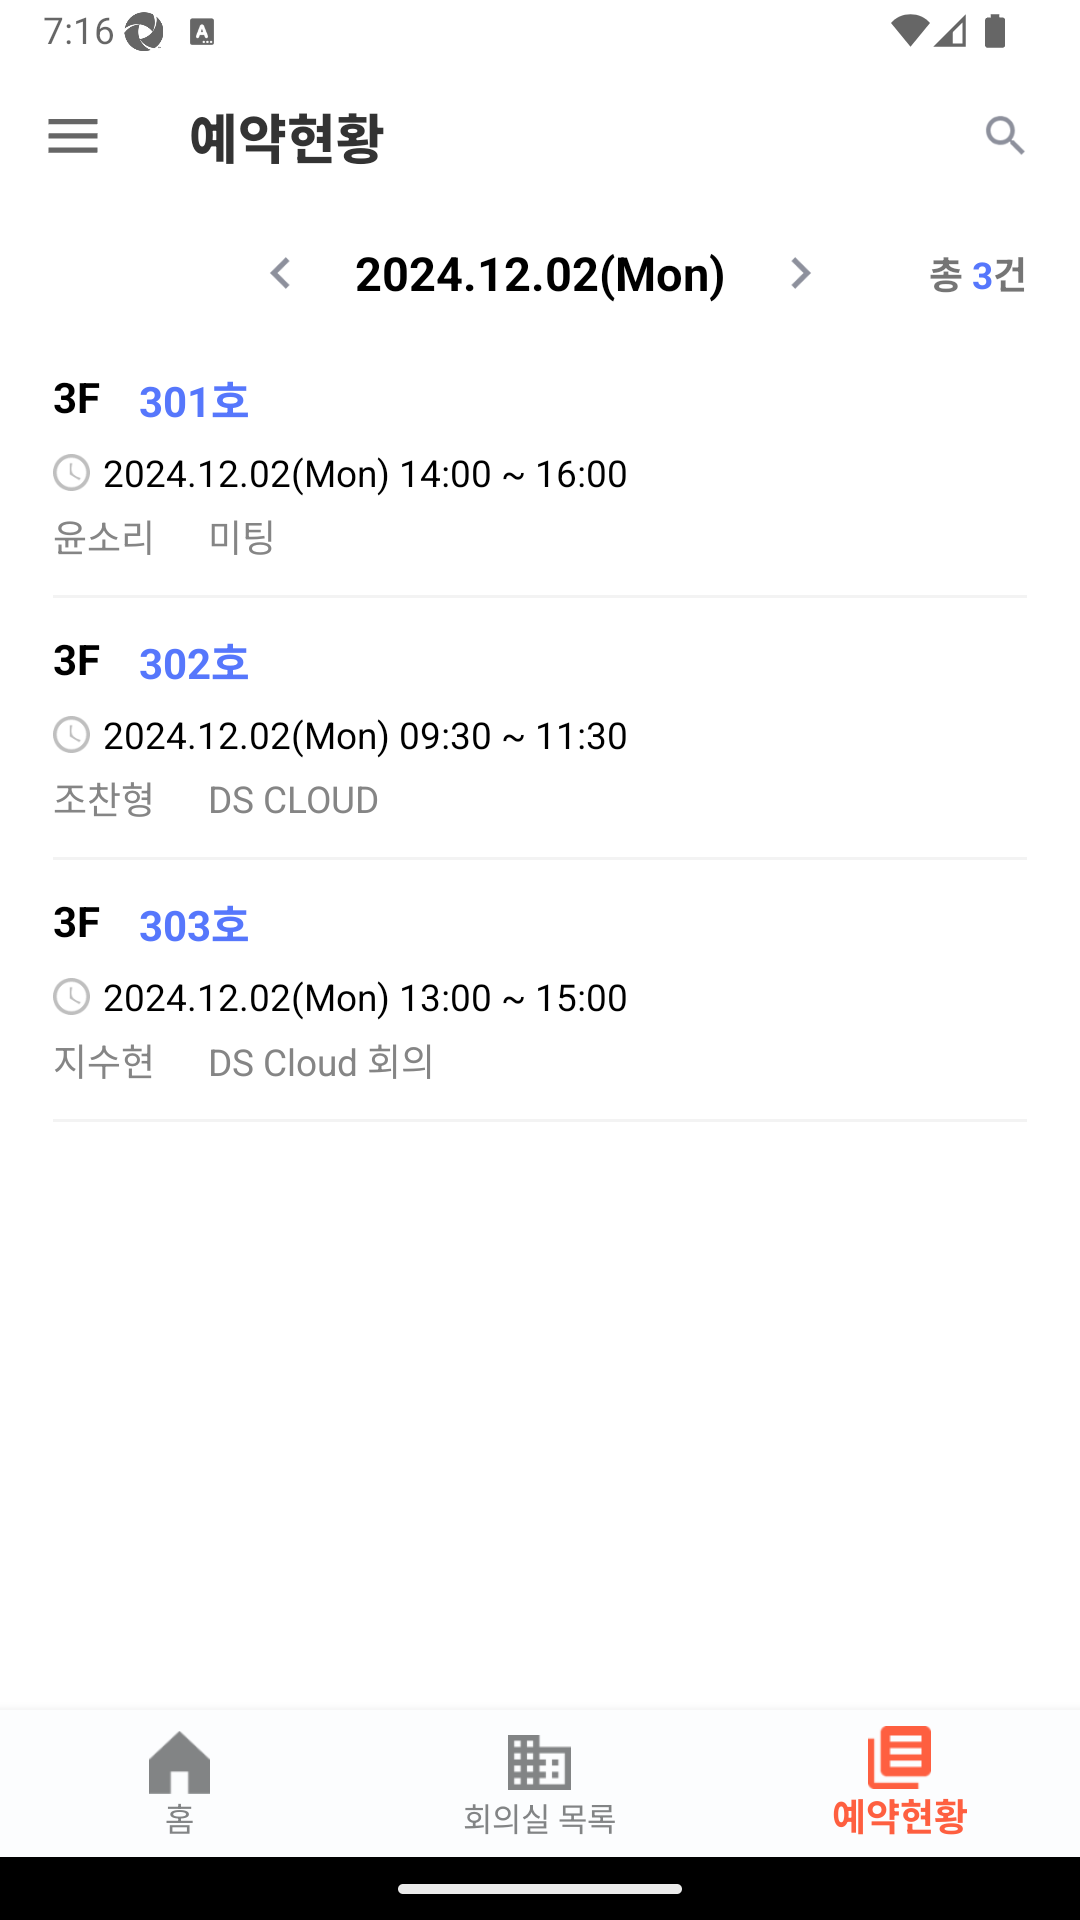 7:16
예약현황
2024.12.02(Mon)
총 3건
3F 301호
2024.12.02(Mon) 14:00 ~ 16:00
윤소리 미팅
3F 302호
2024.12.02(Mon) 09:30 ~ 11:30
조찬형 DS CLOUD
3F 303호
2024.12.02(Mon) 13:00 ~ 15:00
지수현 DS Cloud 회의
홈 회의실 목록 예약현황